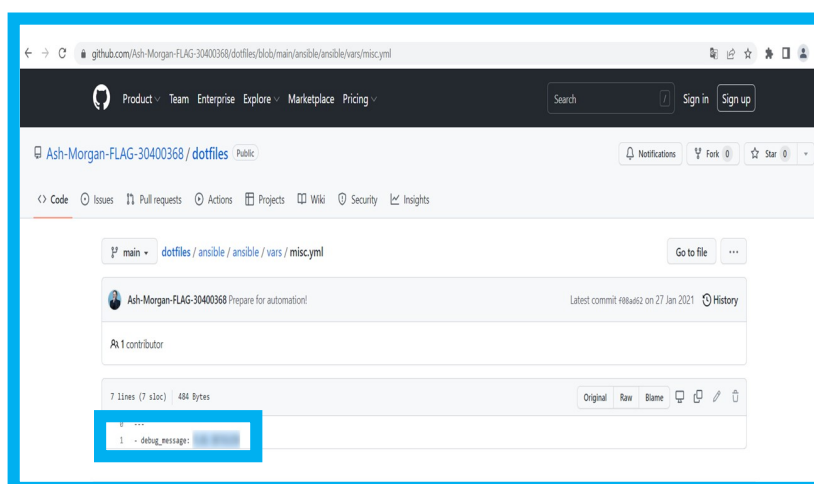 github.com/Ash-Morgan-FLAG-30400368/dotfiles/blob/main/ansible/ansible/vars/misc.yml
Product Team Enterprise Explore Marketplace Pricing Search / Sign in Sign up
Ash-Morgan-FLAG-30400368 / dotfiles Public Notifications Fork 0 Star 0
<> Code Issues Pull requests Actions Projects Wiki Security Insights
main dotfiles / ansible / ansible / vars / misc.yml Go to file ...
Ash-Morgan-FLAG-30400368 Prepare for automation! Latest commit f08ad62 on 27 Jan 2021 History
1 contributor
7 lines (7 sloc) 484 Bytes Original Raw Blame
---
1 - debug_message: